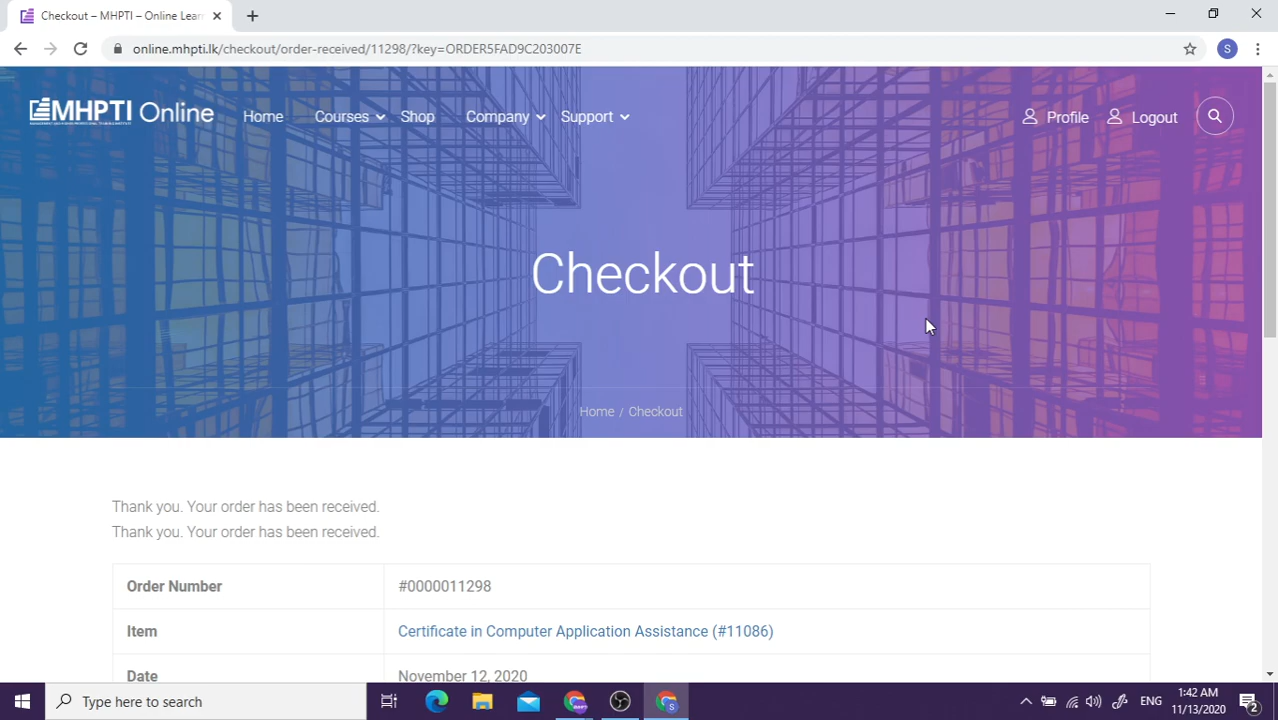 Checkout – MHPTI – Online Lear
online.mhpti.lk/checkout/order-received/11298/?key=ORDER5FAD9C203007E
S
MHPTI Online
Home
Courses
Shop
Company
Support
Profile
Logout
Checkout
Home / Checkout
Thank you. Your order has been received.
Thank you. Your order has been received.
Order Number #0000011298
Item Certificate in Computer Application Assistance (#11086)
Date November 12, 2020
Type here to search
S
ENG
1:42 AM
11/13/2020
2